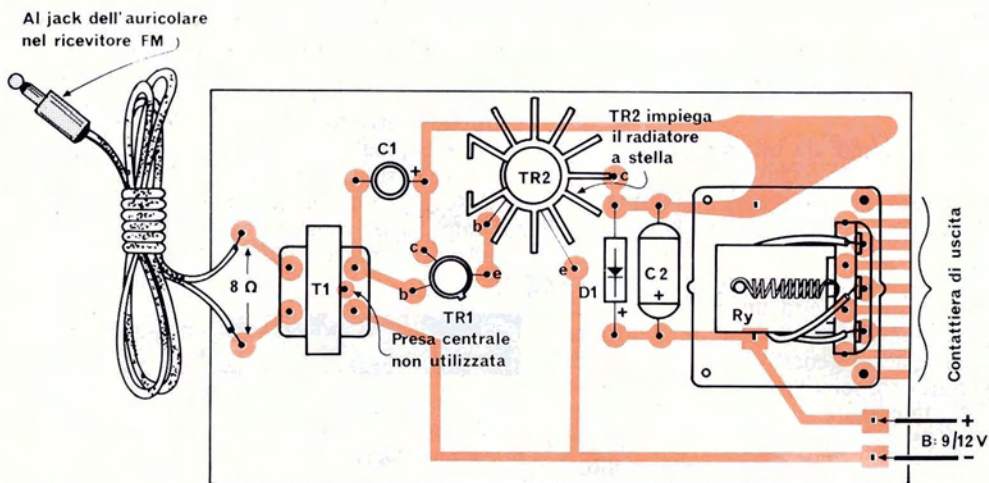 Al jack dell'auricolare
nel ricevitore FM
TR2 impiega
il radiatore
a stella
C1
+
TR2
c
b
e
c
b
e
TR1
8 Ω
T1
Presa centrale
non utilizzata
D1
+
C2
+
Ry
Contattiera di uscita
+
B: 9/12 V
-